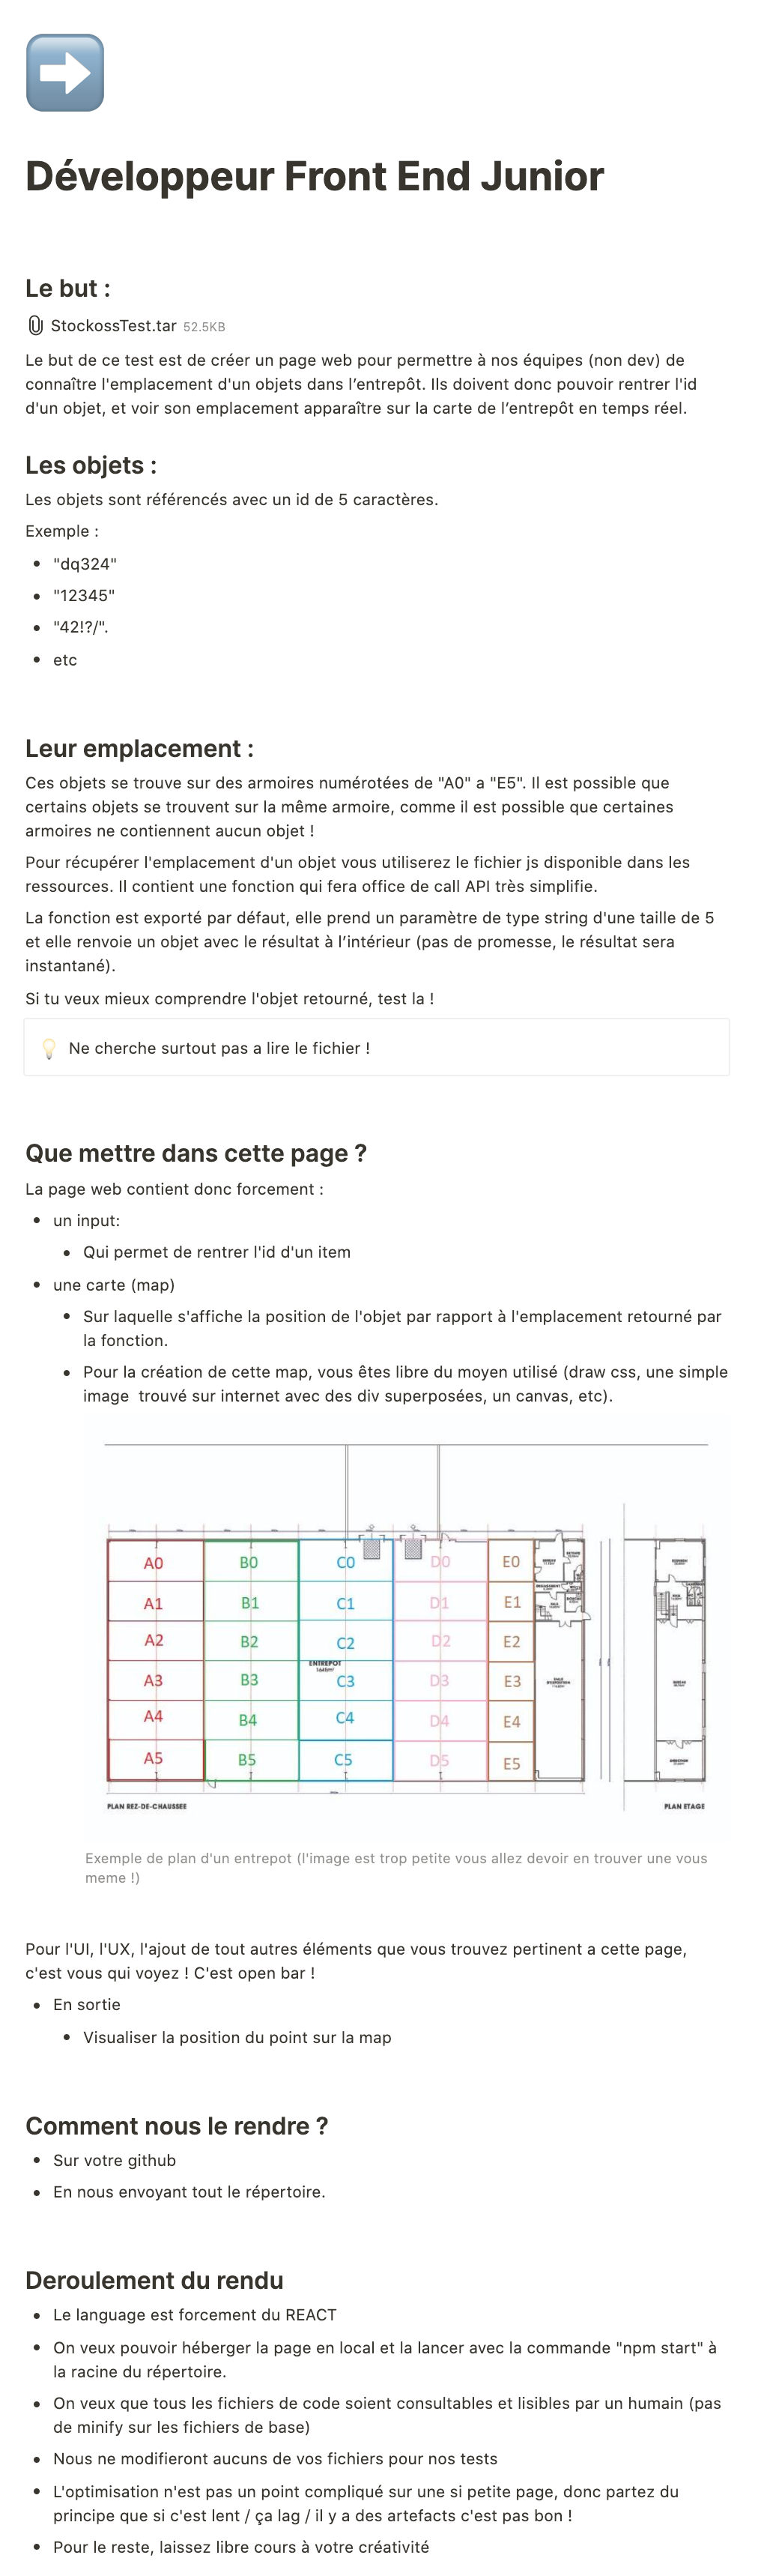 Développeur Front End Junior
Le but :
StockossTest.tar 52.5KB
Le but de ce test est de créer un page web pour permettre à nos équipes (non dev) de
connaître l'emplacement d'un objets dans l’entrepôt. Ils doivent donc pouvoir rentrer l'id
d'un objet, et voir son emplacement apparaître sur la carte de l’entrepôt en temps réel.
Les objets :
Les objets sont référencés avec un id de 5 caractères.
Exemple :
• "dq324"
• "12345"
• "42!?/".
• etc
Leur emplacement :
Ces objets se trouve sur des armoires numérotées de "A0" a "E5". Il est possible que
certains objets se trouvent sur la même armoire, comme il est possible que certaines
armoires ne contiennent aucun objet !
Pour récupérer l'emplacement d'un objet vous utiliserez le fichier js disponible dans les
ressources. Il contient une fonction qui fera office de call API très simplifie.
La fonction est exporté par défaut, elle prend un paramètre de type string d'une taille de 5
et elle renvoie un objet avec le résultat à l’intérieur (pas de promesse, le résultat sera
instantané).
Si tu veux mieux comprendre l'objet retourné, test la !
Ne cherche surtout pas a lire le fichier !
Que mettre dans cette page ?
La page web contient donc forcement :
• un input:
• Qui permet de rentrer l'id d'un item
• une carte (map)
• Sur laquelle s'affiche la position de l'objet par rapport à l'emplacement retourné par
la fonction.
• Pour la création de cette map, vous êtes libre du moyen utilisé (draw css, une simple
image trouvé sur internet avec des div superposées, un canvas, etc).
A0 B0 C0 D0 E0
A1 B1 C1 D1 E1
A2 B2 C2 D2 E2
ENTREPOT
A3 B3 C3 D3 E3
A4 B4 C4 D4 E4
A5 B5 C5 D5 E5
PLAN REZ-DE-CHAUSSEE PLAN ETAGE
Exemple de plan d'un entrepot (l'image est trop petite vous allez devoir en trouver une vous
meme !)
Pour l'UI, l'UX, l'ajout de tout autres éléments que vous trouvez pertinent a cette page,
c'est vous qui voyez ! C'est open bar !
• En sortie
• Visualiser la position du point sur la map
Comment nous le rendre ?
• Sur votre github
• En nous envoyant tout le répertoire.
Deroulement du rendu
• Le language est forcement du REACT
• On veux pouvoir héberger la page en local et la lancer avec la commande "npm start" à
la racine du répertoire.
• On veux que tous les fichiers de code soient consultables et lisibles par un humain (pas
de minify sur les fichiers de base)
• Nous ne modifieront aucuns de vos fichiers pour nos tests
• L'optimisation n'est pas un point compliqué sur une si petite page, donc partez du
principe que si c'est lent / ça lag / il y a des artefacts c'est pas bon !
• Pour le reste, laissez libre cours à votre créativité